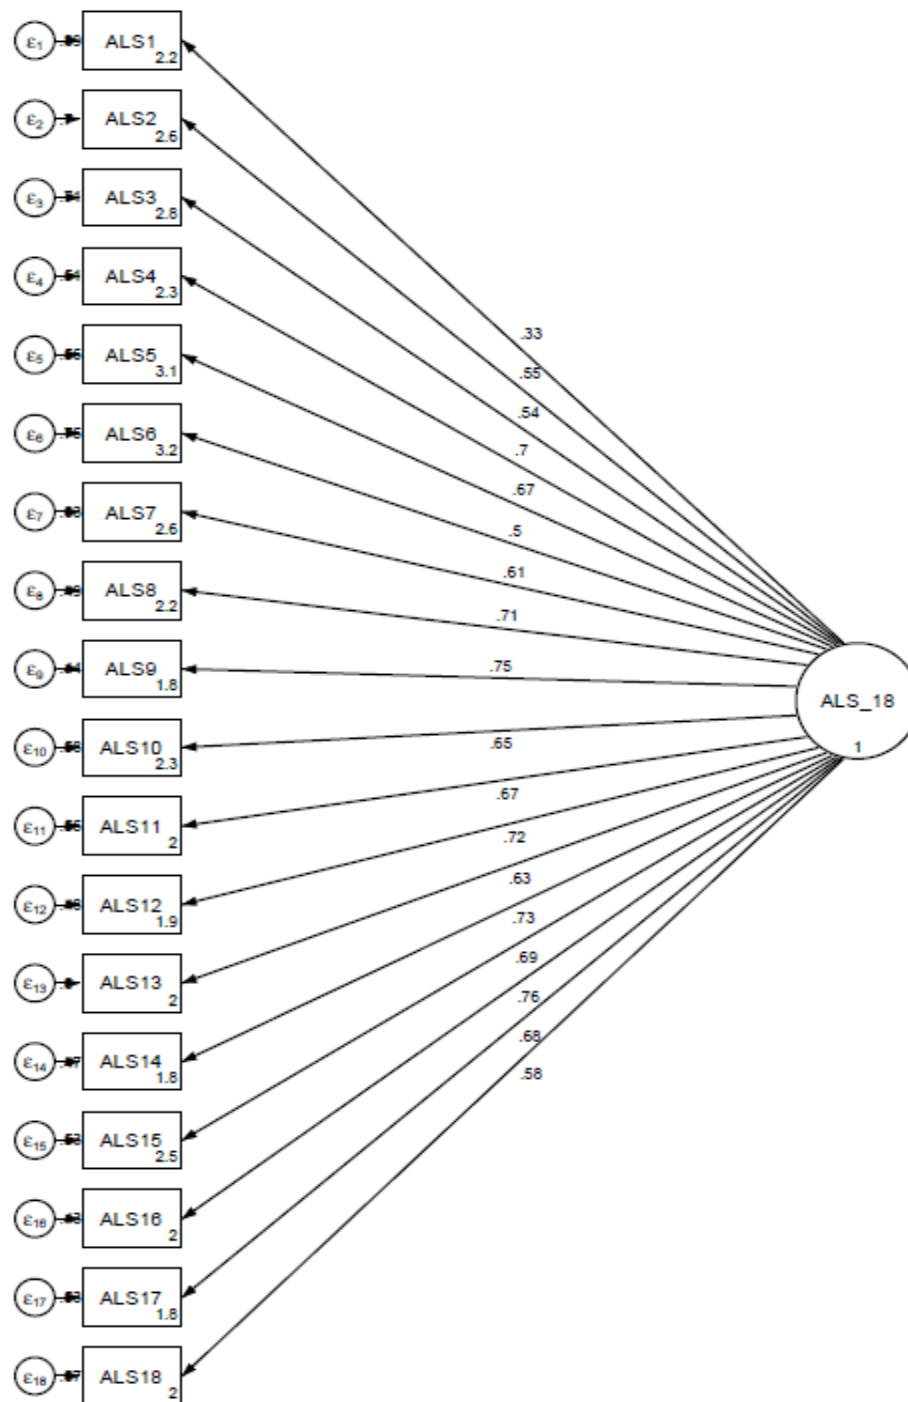 ε1 ALS1 2.2
ε2 ALS2 2.6
ε3 ALS3 2.8
ε4 ALS4 2.3
ε5 ALS5 3.1
ε6 ALS6 3.2
ε7 ALS7 2.6
ε8 ALS8 2.2
ε9 ALS9 1.8
ε10 ALS10 2.3
ε11 ALS11 2
ε12 ALS12 1.9
ε13 ALS13 2
ε14 ALS14 1.8
ε15 ALS15 2.5
ε16 ALS16 2
ε17 ALS17 1.8
ε18 ALS18 2
.33
.55
.54
.7
.67
.5
.61
.71
.75
.65
.67
.72
.63
.73
.69
.76
.68
.58
ALS_18
1